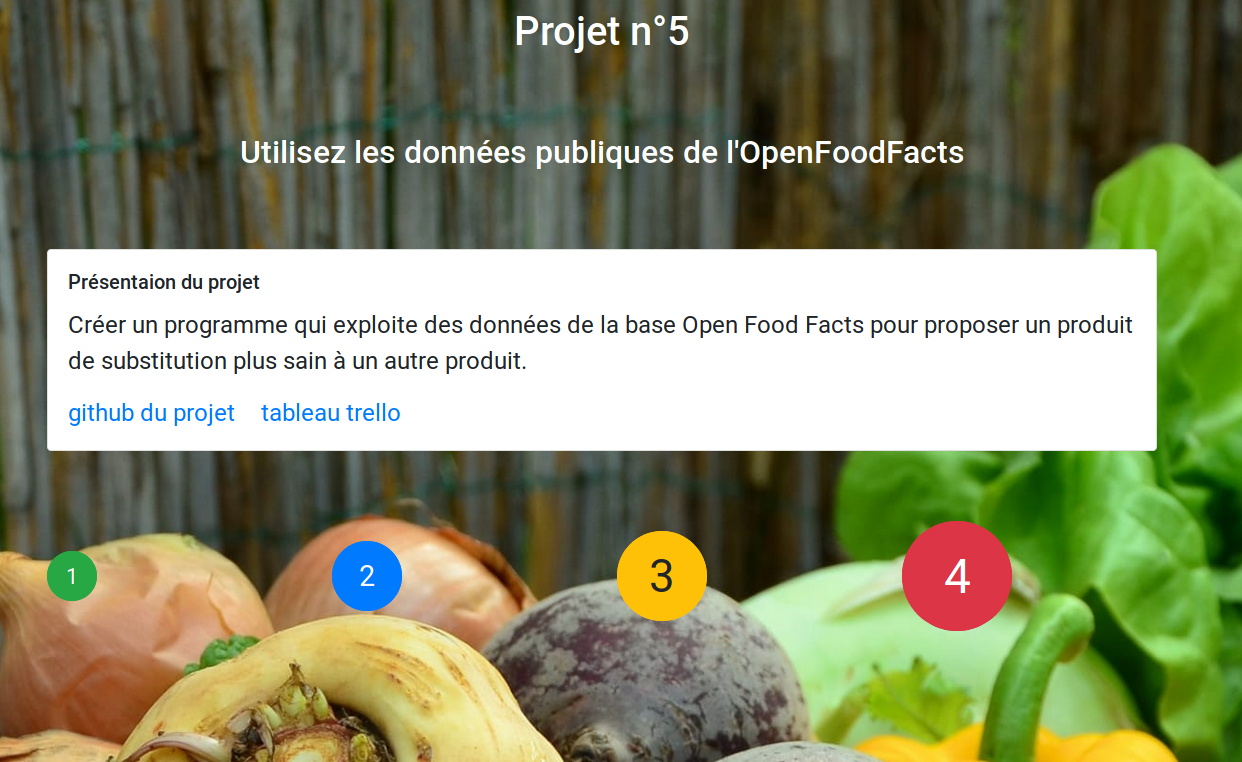 Projet n°5
Utilisez les données publiques de l'OpenFoodFacts
Présentaion du projet
Créer un programme qui exploite des données de la base Open Food Facts pour proposer un produit
de substitution plus sain à un autre produit.
github du projet tableau trello
1 2 3 4